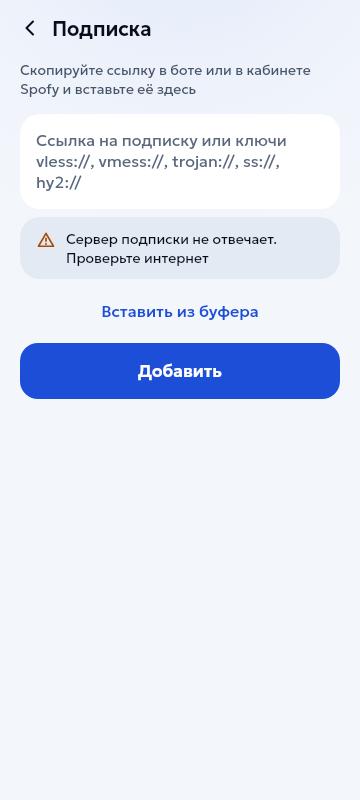 Подписка
Скопируйте ссылку в боте или в кабинете
Spofy и вставьте её здесь
Ссылка на подписку или ключи
vless://, vmess://, trojan://, ss://,
hy2://
Сервер подписки не отвечает.
Проверьте интернет
Вставить из буфера
Добавить